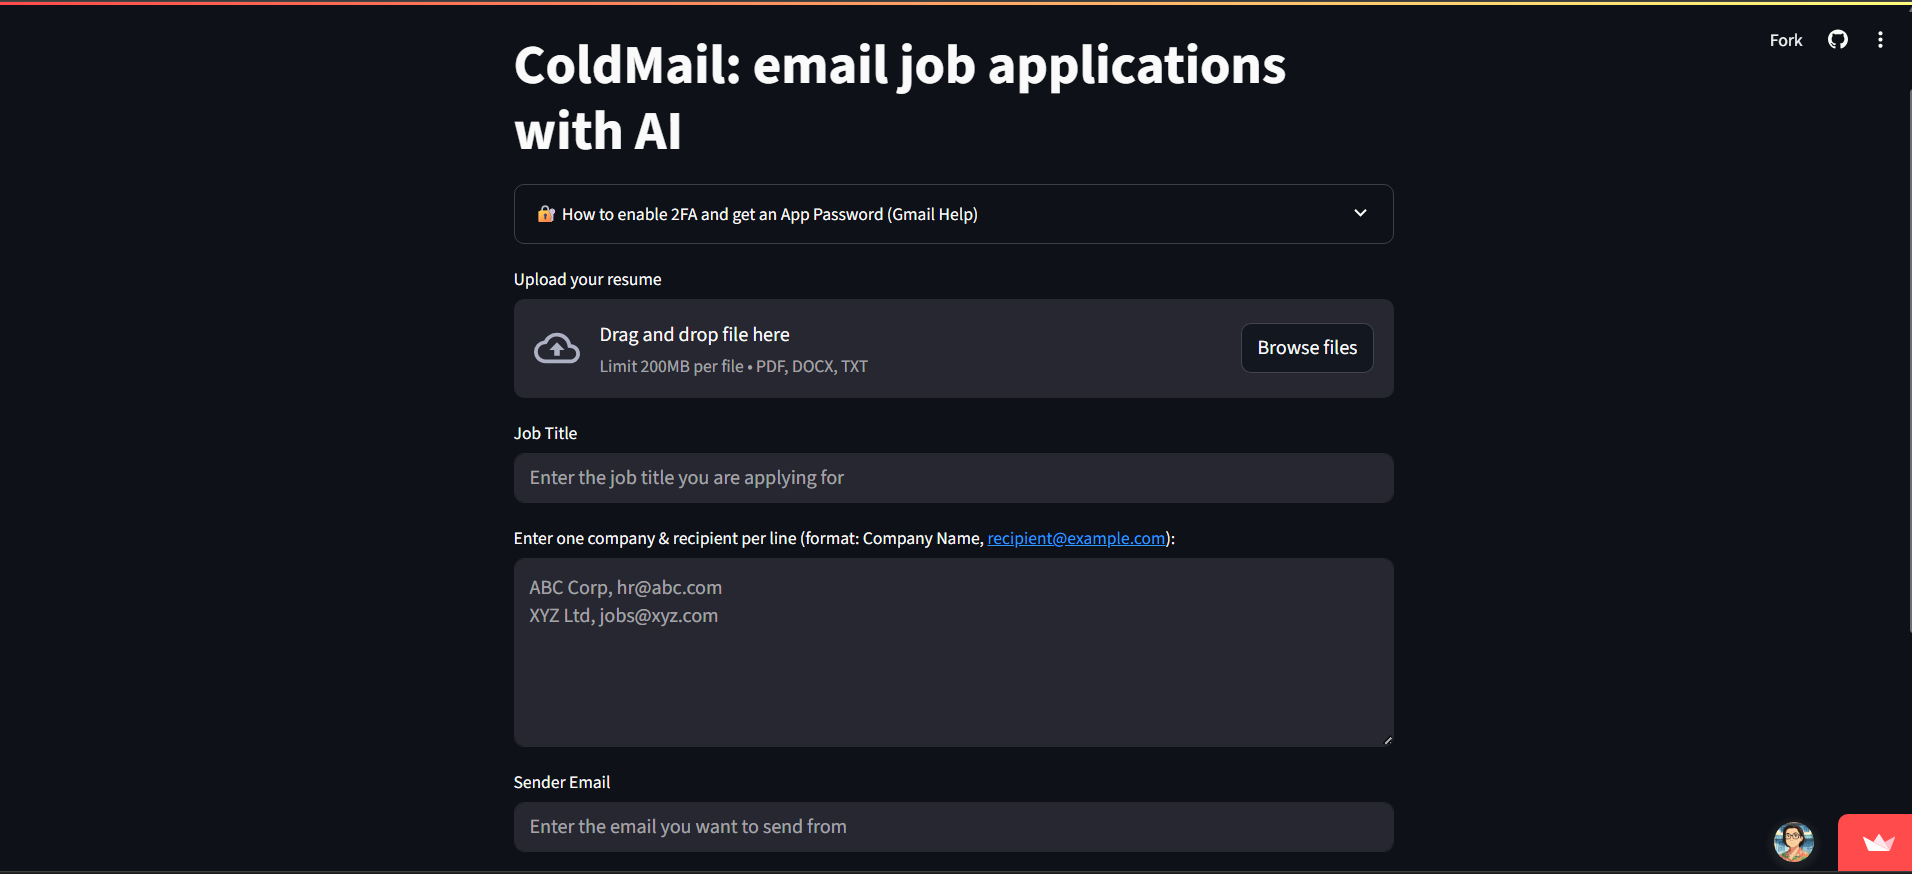 Fork
ColdMail: email job applications
with AI
How to enable 2FA and get an App Password (Gmail Help)
Upload your resume
Drag and drop file here
Limit 200MB per file • PDF, DOCX, TXT
Browse files
Job Title
Enter the job title you are applying for
Enter one company & recipient per line (format: Company Name, recipient@example.com):
ABC Corp, hr@abc.com
XYZ Ltd, jobs@xyz.com
Sender Email
Enter the email you want to send from